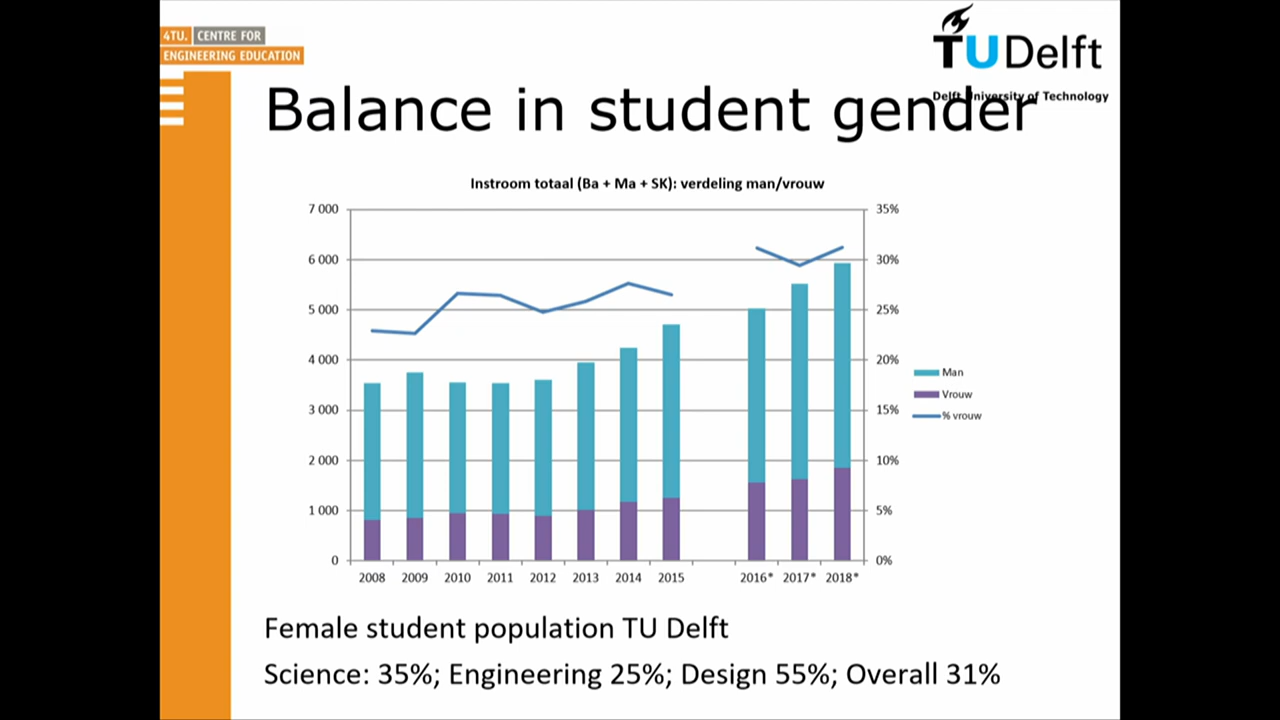 4TU. CENTRE FOR
ENGINEERING EDUCATION
TU Delft
Delft University of Technology
Balance in student gender
Instroom totaal (Ba + Ma + SK): verdeling man/vrouw
7 000
6 000
5 000
4 000
3 000
2 000
1 000
0
35%
30%
25%
20%
15%
10%
5%
0%
Man
Vrouw
% vrouw
2008 2009 2010 2011 2012 2013 2014 2015 2016* 2017* 2018*
Female student population TU Delft
Science: 35%; Engineering 25%; Design 55%; Overall 31%